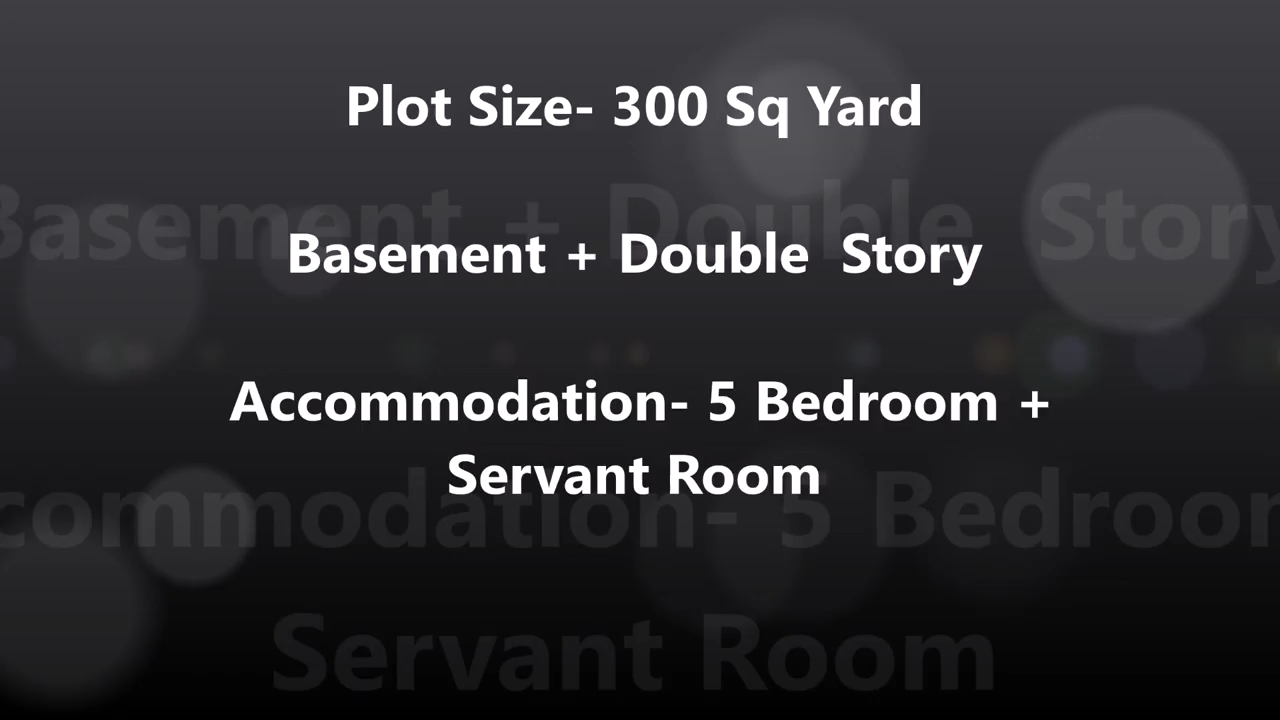 Plot Size- 300 Sq Yard
Basement + Double  Story
Accommodation- 5 Bedroom +
Servant Room